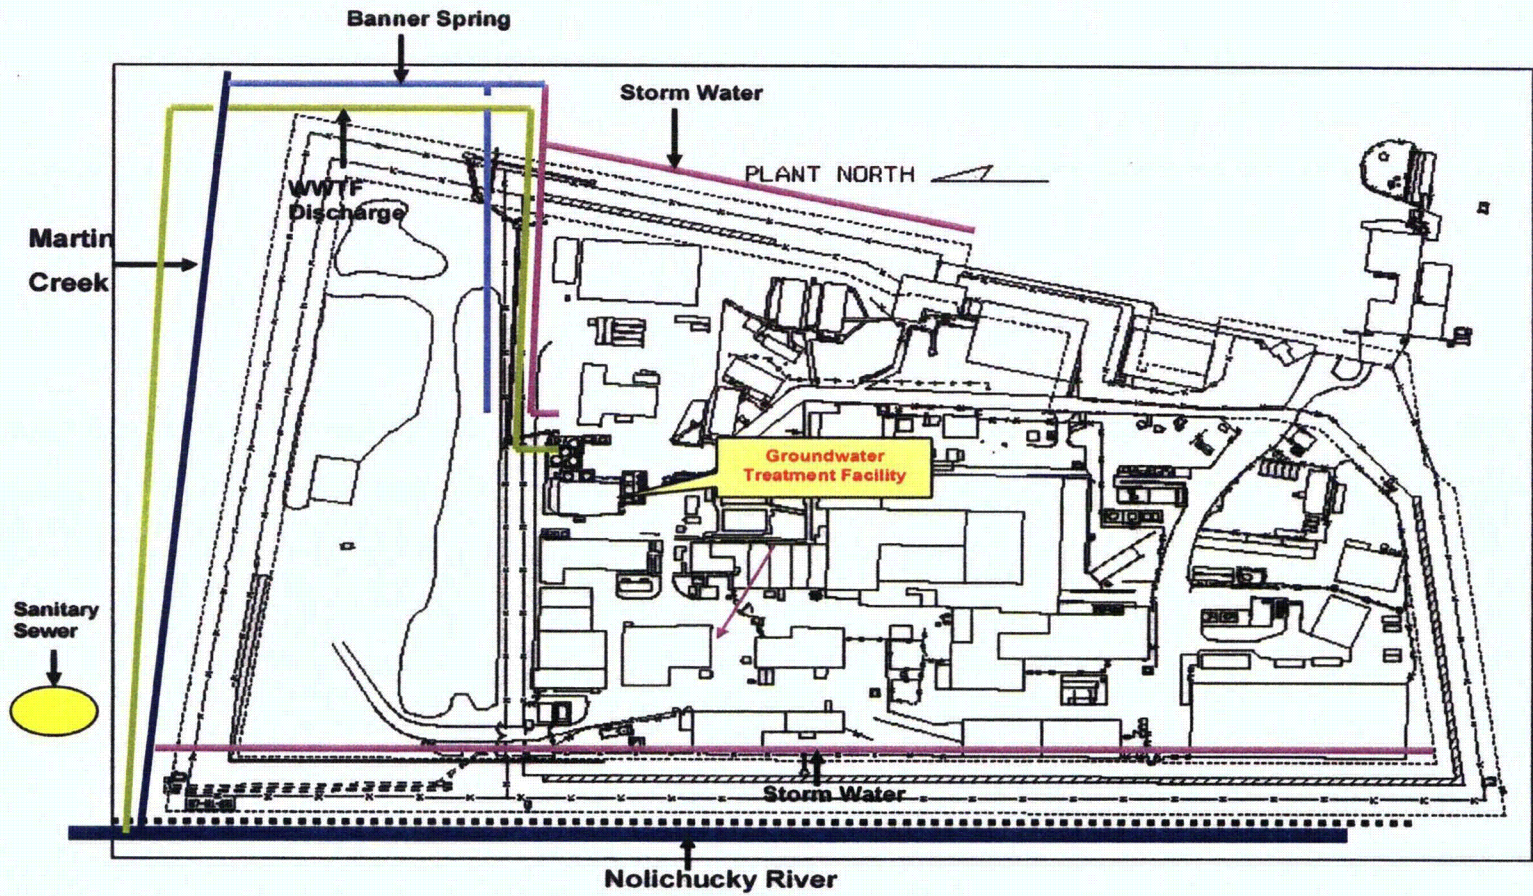 Banner Spring
Storm Water
PLANT NORTH
WWTF
Discharge
Martin
Creek
Groundwater
Treatment Facility
Sanitary
Sewer
Storm Water
Nolichucky River